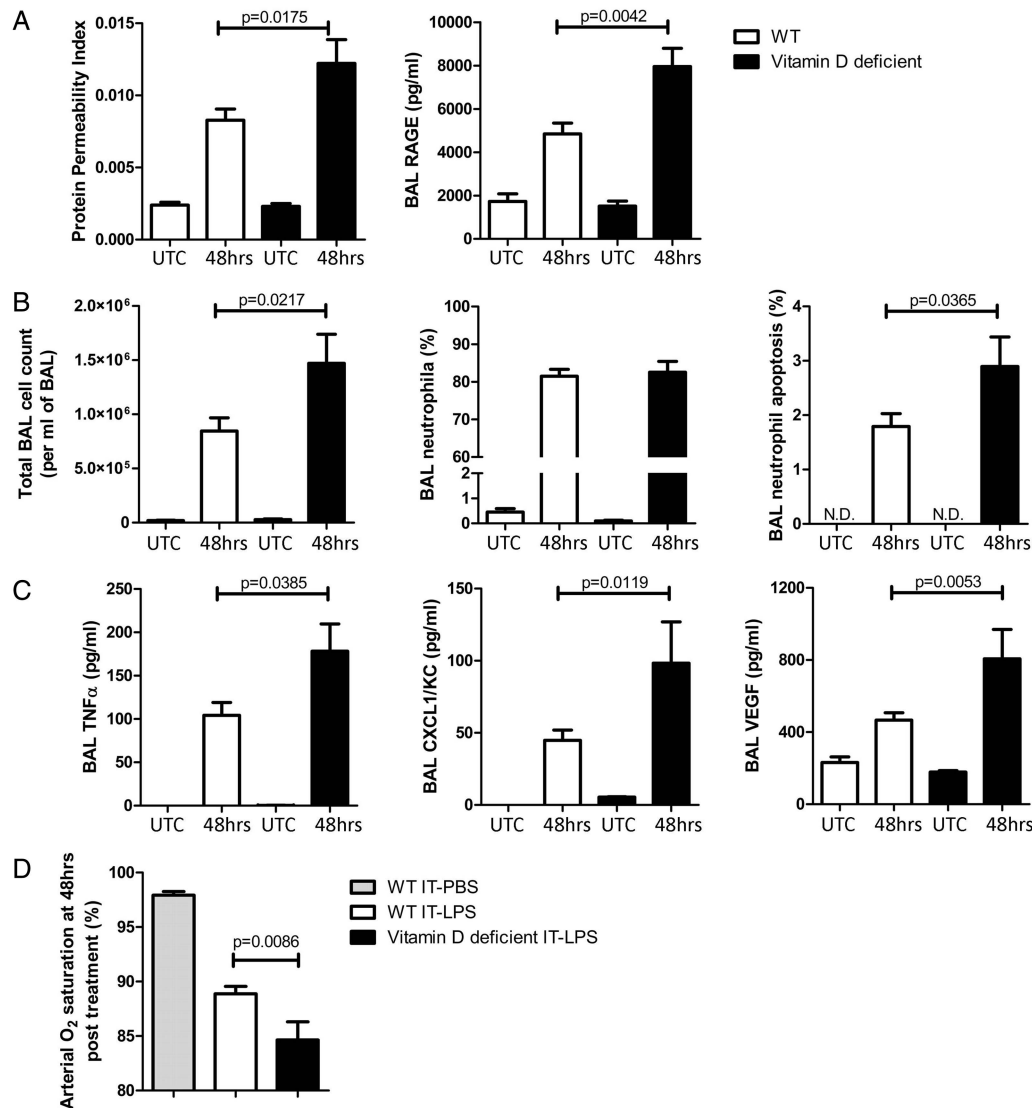 A
Protein Permeability Index
0.015
0.010
0.005
0.000
p=0.0175
UTC 48hrs UTC 48hrs
BAL RAGE (pg/ml)
10000
8000
6000
4000
2000
0
p=0.0042
UTC 48hrs UTC 48hrs
WT
Vitamin D deficient
B
Total BAL cell count
(per ml of BAL)
2.0×10⁶
1.5×10⁶
1.0×10⁶
5.0×10⁵
0
p=0.0217
UTC 48hrs UTC 48hrs
BAL neutrophila (%)
100
90
80
70
60
2
1
0
UTC 48hrs UTC 48hrs
BAL neutrophil apoptosis (%)
4
3
2
1
0
p=0.0365
N.D. N.D.
UTC 48hrs UTC 48hrs
C
BAL TNFα (pg/ml)
250
200
150
100
50
0
p=0.0385
UTC 48hrs UTC 48hrs
BAL CXCL1/KC (pg/ml)
150
100
50
0
p=0.0119
UTC 48hrs UTC 48hrs
BAL VEGF (pg/ml)
1200
800
400
0
p=0.0053
UTC 48hrs UTC 48hrs
D
Arterial O₂ saturation at 48hrs
post treatment (%)
100
95
90
85
80
p=0.0086
WT IT-PBS
WT IT-LPS
Vitamin D deficient IT-LPS